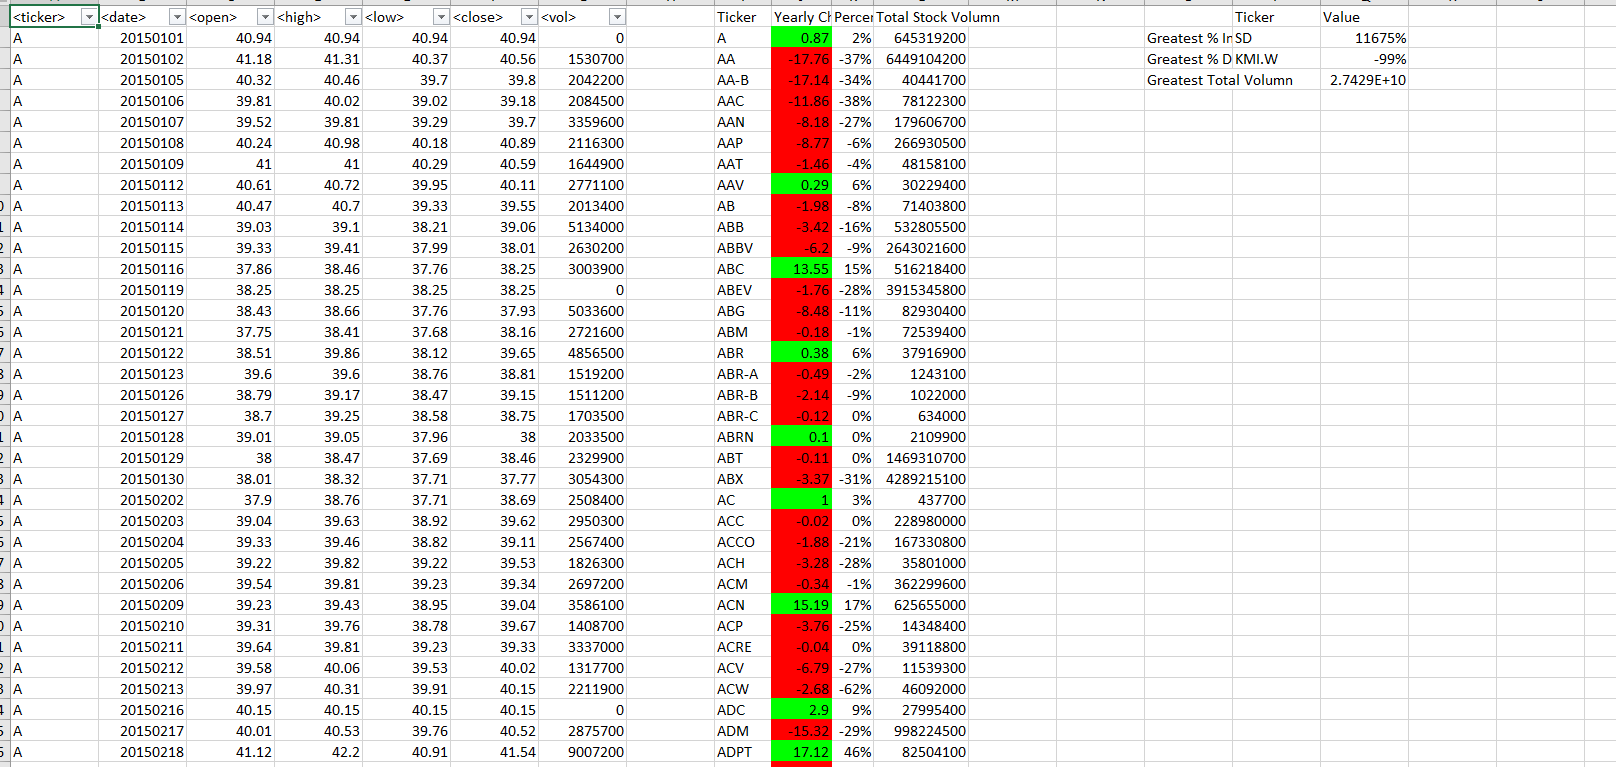 <ticker> <date> <open> <high> <low> <close> <vol> Ticker Yearly Ch Percer Total Stock Volumn Ticker Value
A 20150101 40.94 40.94 40.94 40.94 0 A 0.87 2% 645319200 Greatest % In SD 11675%
A 20150102 41.18 41.31 40.37 40.56 1530700 AA -17.76 -37% 6449104200 Greatest % D KMI.W -99%
A 20150105 40.32 40.46 39.7 39.8 2042200 AA-B -17.14 -34% 40441700 Greatest Total Volumn 2.7429E+10
A 20150106 39.81 40.02 39.02 39.18 2084500 AAC -11.86 -38% 78122300
A 20150107 39.52 39.81 39.29 39.7 3359600 AAN -8.18 -27% 179606700
A 20150108 40.24 40.98 40.18 40.89 2116300 AAP -8.77 -6% 266930500
A 20150109 41 41 40.29 40.59 1644900 AAT -1.46 -4% 48158100
A 20150112 40.61 40.72 39.95 40.11 2771100 AAV 0.29 6% 30229400
A 20150113 40.47 40.7 39.33 39.55 2013400 AB -1.98 -8% 71403800
A 20150114 39.03 39.1 38.21 39.06 5134000 ABB -3.42 -16% 532805500
A 20150115 39.33 39.41 37.99 38.01 2630200 ABBV -6.2 -9% 2643021600
A 20150116 37.86 38.46 37.76 38.25 3003900 ABC 13.55 15% 516218400
A 20150119 38.25 38.25 38.25 38.25 0 ABEV -1.76 -28% 3915345800
A 20150120 38.43 38.66 37.76 37.93 5033600 ABG -8.48 -11% 82930400
A 20150121 37.75 38.41 37.68 38.16 2721600 ABM -0.18 -1% 72539400
A 20150122 38.51 39.86 38.12 39.65 4856500 ABR 0.38 6% 37916900
A 20150123 39.6 39.6 38.76 38.81 1519200 ABR-A -0.49 -2% 1243100
A 20150126 38.79 39.17 38.47 39.15 1511200 ABR-B -2.14 -9% 1022000
A 20150127 38.7 39.25 38.58 38.75 1703500 ABR-C -0.12 0% 634000
A 20150128 39.01 39.05 37.96 38 2033500 ABRN 0.1 0% 2109900
A 20150129 38 38.47 37.69 38.46 2329900 ABT -0.11 0% 1469310700
A 20150130 38.01 38.32 37.71 37.77 3054300 ABX -3.37 -31% 4289215100
A 20150202 37.9 38.76 37.71 38.69 2508400 AC 1 3% 437700
A 20150203 39.04 39.63 38.92 39.62 2950300 ACC -0.02 0% 228980000
A 20150204 39.33 39.46 38.82 39.11 2567400 ACCO -1.88 -21% 167330800
A 20150205 39.22 39.82 39.22 39.53 1826300 ACH -3.28 -28% 35801000
A 20150206 39.54 39.81 39.23 39.34 2697200 ACM -0.34 -1% 362299600
A 20150209 39.23 39.43 38.95 39.04 3586100 ACN 15.19 17% 625655000
A 20150210 39.31 39.76 38.78 39.67 1408700 ACP -3.76 -25% 14348400
A 20150211 39.64 39.81 39.23 39.33 3337000 ACRE -0.04 0% 39118800
A 20150212 39.58 40.06 39.53 40.02 1317700 ACV -6.79 -27% 11539300
A 20150213 39.97 40.31 39.91 40.15 2211900 ACW -2.68 -62% 46092000
A 20150216 40.15 40.15 40.15 40.15 0 ADC 2.9 9% 27995400
A 20150217 40.01 40.53 39.76 40.52 2875700 ADM -15.32 -29% 998224500
A 20150218 41.12 42.2 40.91 41.54 9007200 ADPT 17.12 46% 82504100